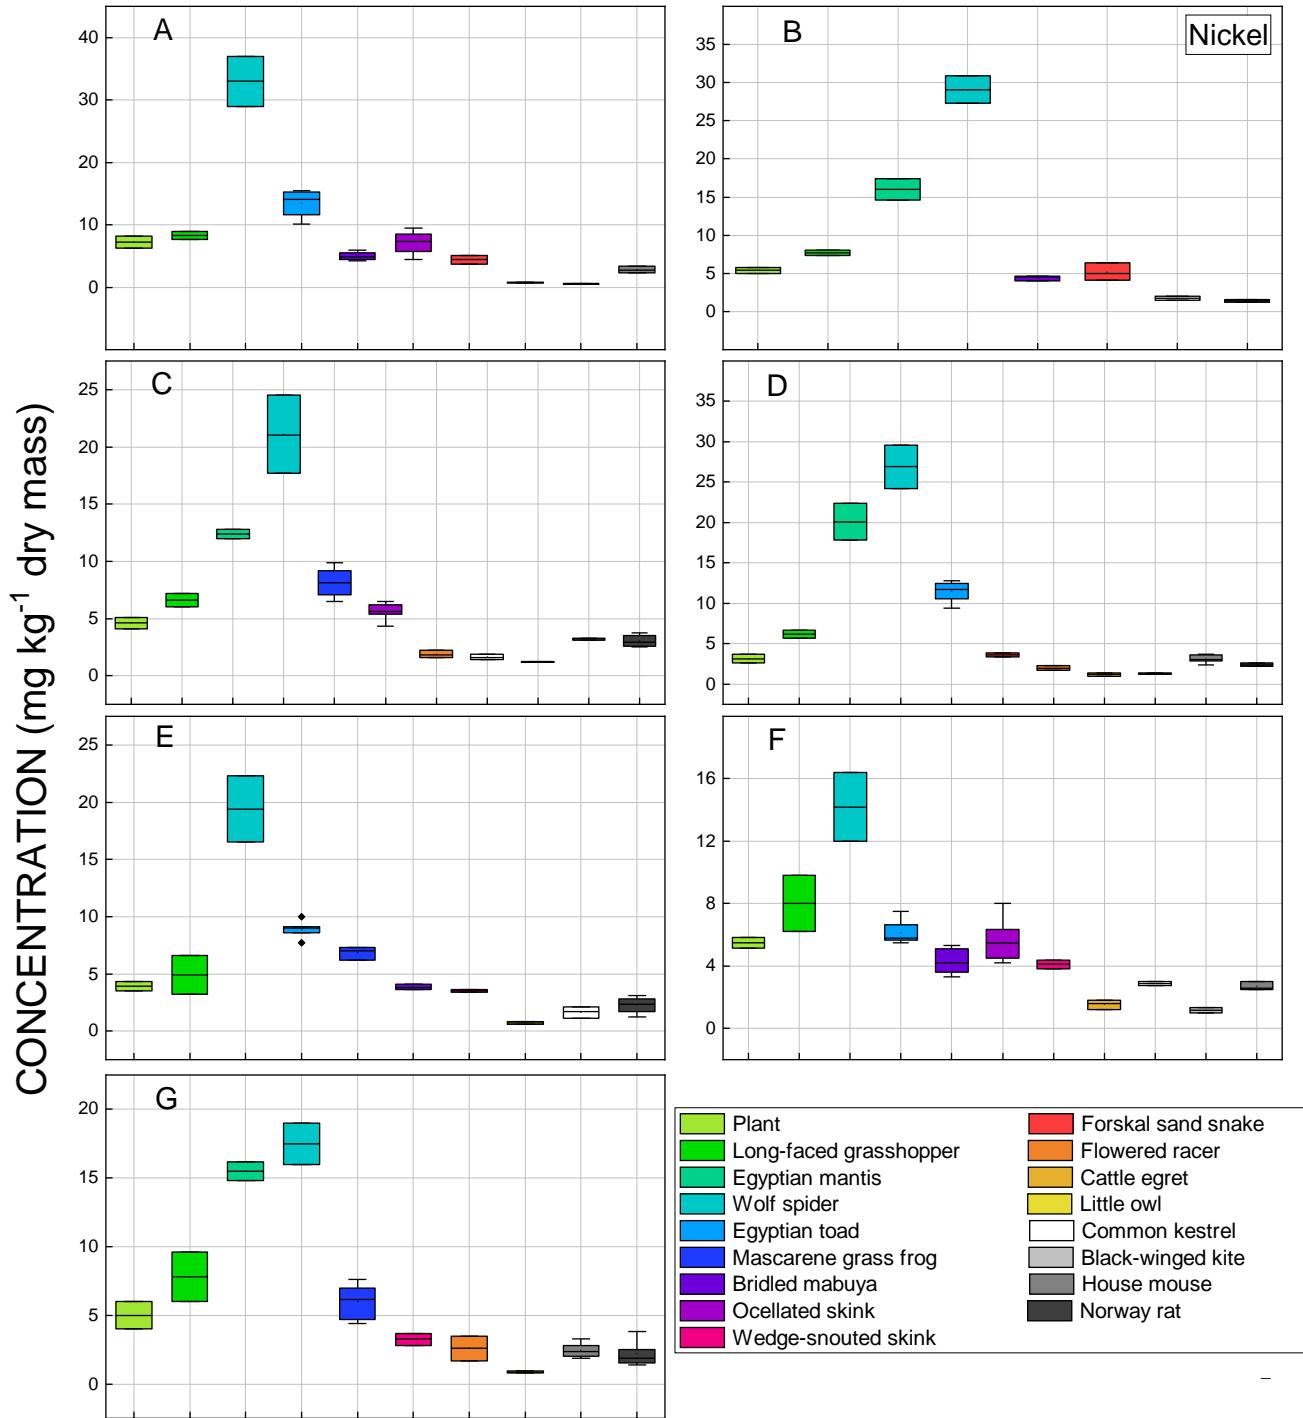 CONCENTRATION (mg kg⁻¹ dry mass)
A
40
30
20
10
0
B
Nickel
35
30
25
20
15
10
5
0
C
25
20
15
10
5
0
D
35
30
25
20
15
10
5
0
E
25
20
15
10
5
0
F
16
12
8
4
0
G
20
15
10
5
0
Plant
Long-faced grasshopper
Egyptian mantis
Wolf spider
Egyptian toad
Mascarene grass frog
Bridled mabuya
Ocellated skink
Wedge-snouted skink
Forskal sand snake
Flowered racer
Cattle egret
Little owl
Common kestrel
Black-winged kite
House mouse
Norway rat